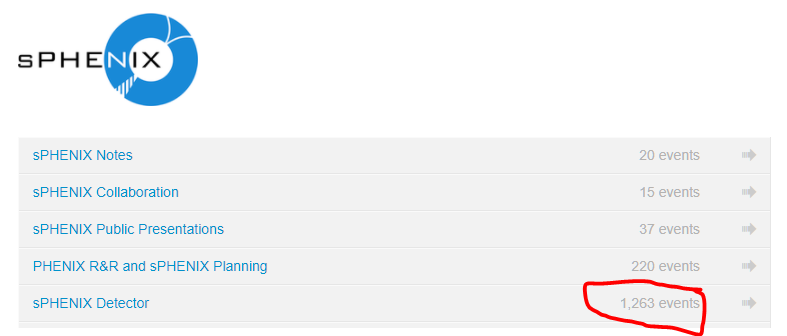 sPHENIX
sPHENIX Notes 20 events
sPHENIX Collaboration 15 events
sPHENIX Public Presentations 37 events
PHENIX R&R and sPHENIX Planning 220 events
sPHENIX Detector 1,263 events